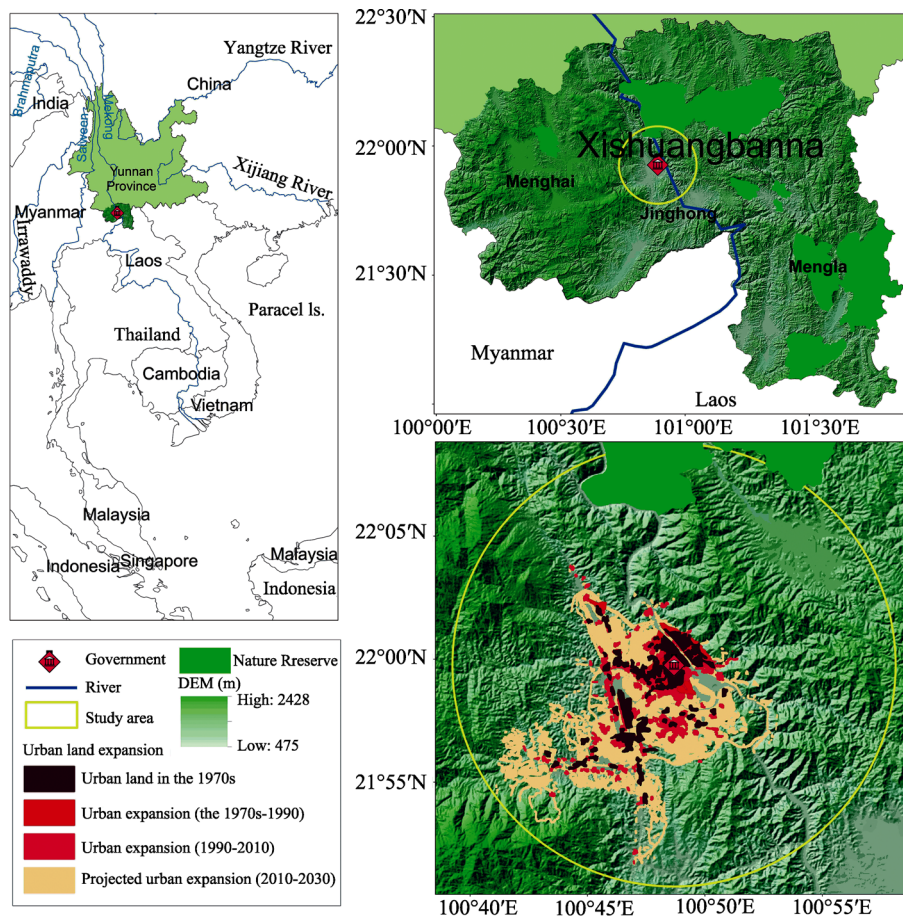 Yangtze River
China
Brahmaputra
India
Salween
Mekong
Yunnan
Province
Xijiang River
Myanmar
Irrawaddy
Laos
Paracel ls.
Thailand
Cambodia
Vietnam
Malaysia
Singapore
Indonesia
Malaysia
Indonesia
22°30′N
22°00′N
21°30′N
Xishuangbanna
Menghai
Jinghong
Mengla
Myanmar
Laos
100°00′E
100°30′E
101°00′E
101°30′E
Government
River
Study area
Nature Rreserve
DEM (m)
High: 2428
Low: 475
Urban land expansion
Urban land in the 1970s
Urban expansion (the 1970s-1990)
Urban expansion (1990-2010)
Projected urban expansion (2010-2030)
22°05′N
22°00′N
21°55′N
100°40′E
100°45′E
100°50′E
100°55′E